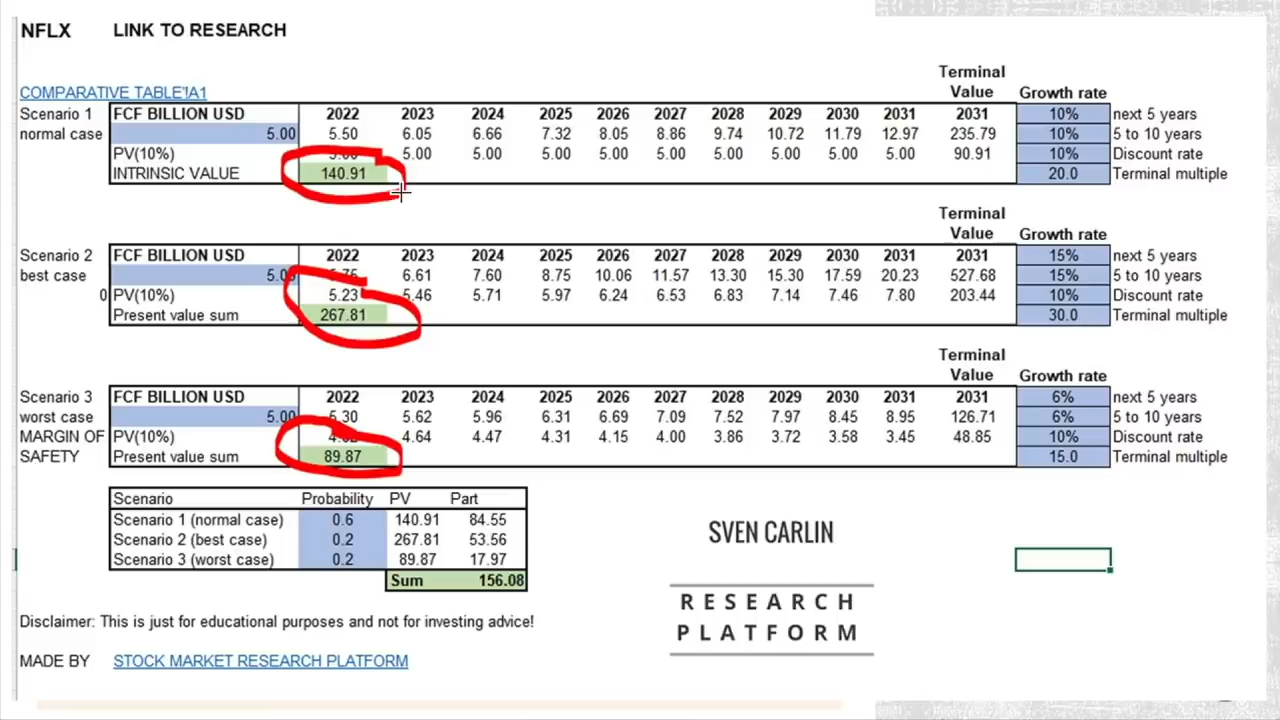 NFLX LINK TO RESEARCH
Terminal
COMPARATIVE TABLE'!A1 Value Growth rate
Scenario 1 FCF BILLION USD 2022 2023 2024 2025 2026 2027 2028 2029 2030 2031 2031 10% next 5 years
normal case 5.00 5.50 6.05 6.66 7.32 8.05 8.86 9.74 10.72 11.79 12.97 235.79 10% 5 to 10 years
PV(10%) 5.00 5.00 5.00 5.00 5.00 5.00 5.00 5.00 5.00 5.00 90.91 10% Discount rate
INTRINSIC VALUE 140.91 20.0 Terminal multiple
Terminal
Value Growth rate
Scenario 2 FCF BILLION USD 2022 2023 2024 2025 2026 2027 2028 2029 2030 2031 2031 15% next 5 years
best case 5.00 5.75 6.61 7.60 8.75 10.06 11.57 13.30 15.30 17.59 20.23 527.68 15% 5 to 10 years
0 PV(10%) 5.23 5.46 5.71 5.97 6.24 6.53 6.83 7.14 7.46 7.80 203.44 10% Discount rate
Present value sum 267.81 30.0 Terminal multiple
Terminal
Value Growth rate
Scenario 3 FCF BILLION USD 2022 2023 2024 2025 2026 2027 2028 2029 2030 2031 2031 6% next 5 years
worst case 5.00 5.30 5.62 5.96 6.31 6.69 7.09 7.52 7.97 8.45 8.95 126.71 6% 5 to 10 years
MARGIN OF PV(10%) 4.64 4.47 4.31 4.15 4.00 3.86 3.72 3.58 3.45 48.85 10% Discount rate
SAFETY Present value sum 89.87 15.0 Terminal multiple
Scenario Probability PV Part
Scenario 1 (normal case) 0.6 140.91 84.55
Scenario 2 (best case) 0.2 267.81 53.56
Scenario 3 (worst case) 0.2 89.87 17.97
Sum 156.08
SVEN CARLIN
RESEARCH
PLATFORM
Disclaimer: This is just for educational purposes and not for investing advice!
MADE BY STOCK MARKET RESEARCH PLATFORM